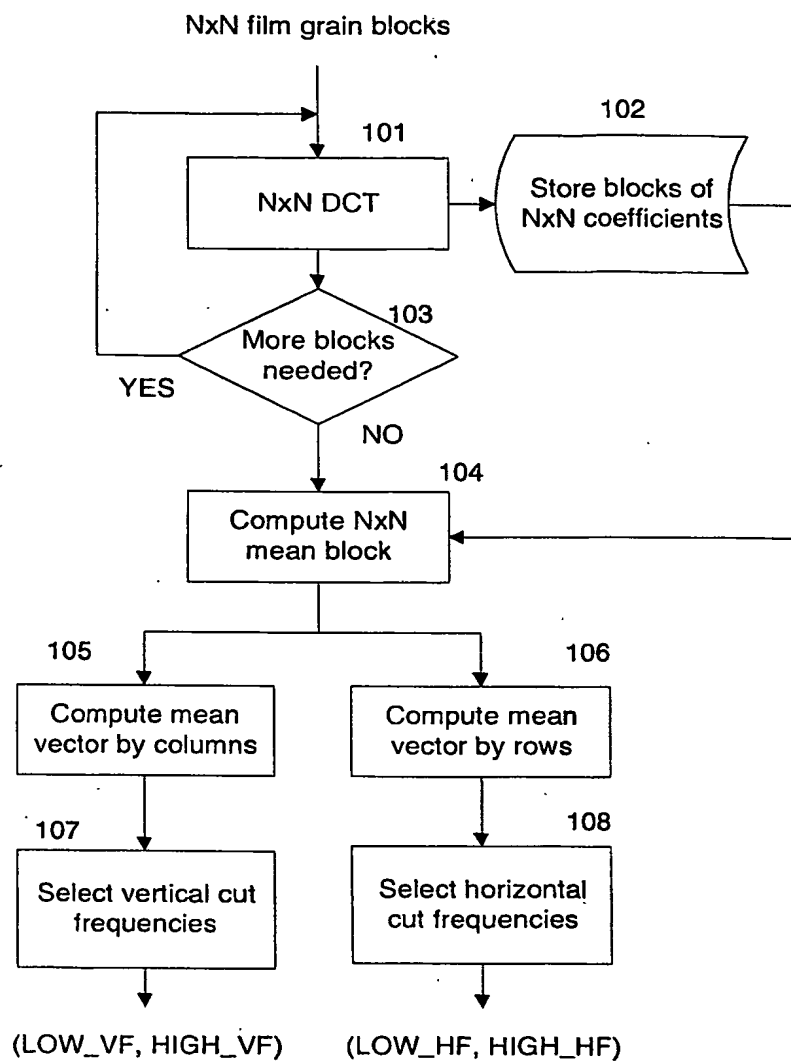 NxN film grain blocks
101
102
NxN DCT
Store blocks of
NxN coefficients
103
More blocks
needed?
YES
NO
104
Compute NxN
mean block
105
106
Compute mean
vector by columns
Compute mean
vector by rows
107
108
Select vertical cut
frequencies
Select horizontal
cut frequencies
(LOW_VF, HIGH_VF)
(LOW_HF, HIGH_HF)